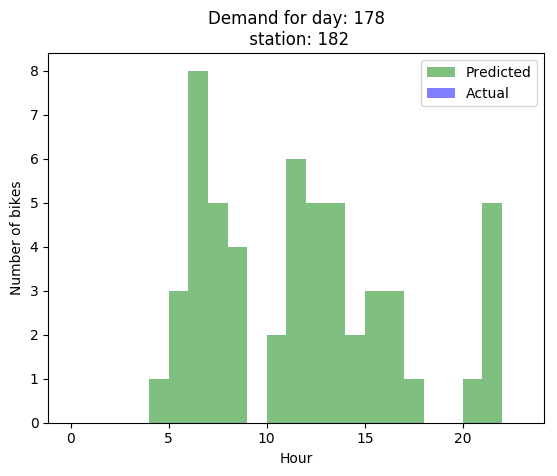 Demand for day: 178
station: 182
Predicted
Actual
8
7
6
5
4
3
2
1
0
Number of bikes
0 5 10 15 20
Hour